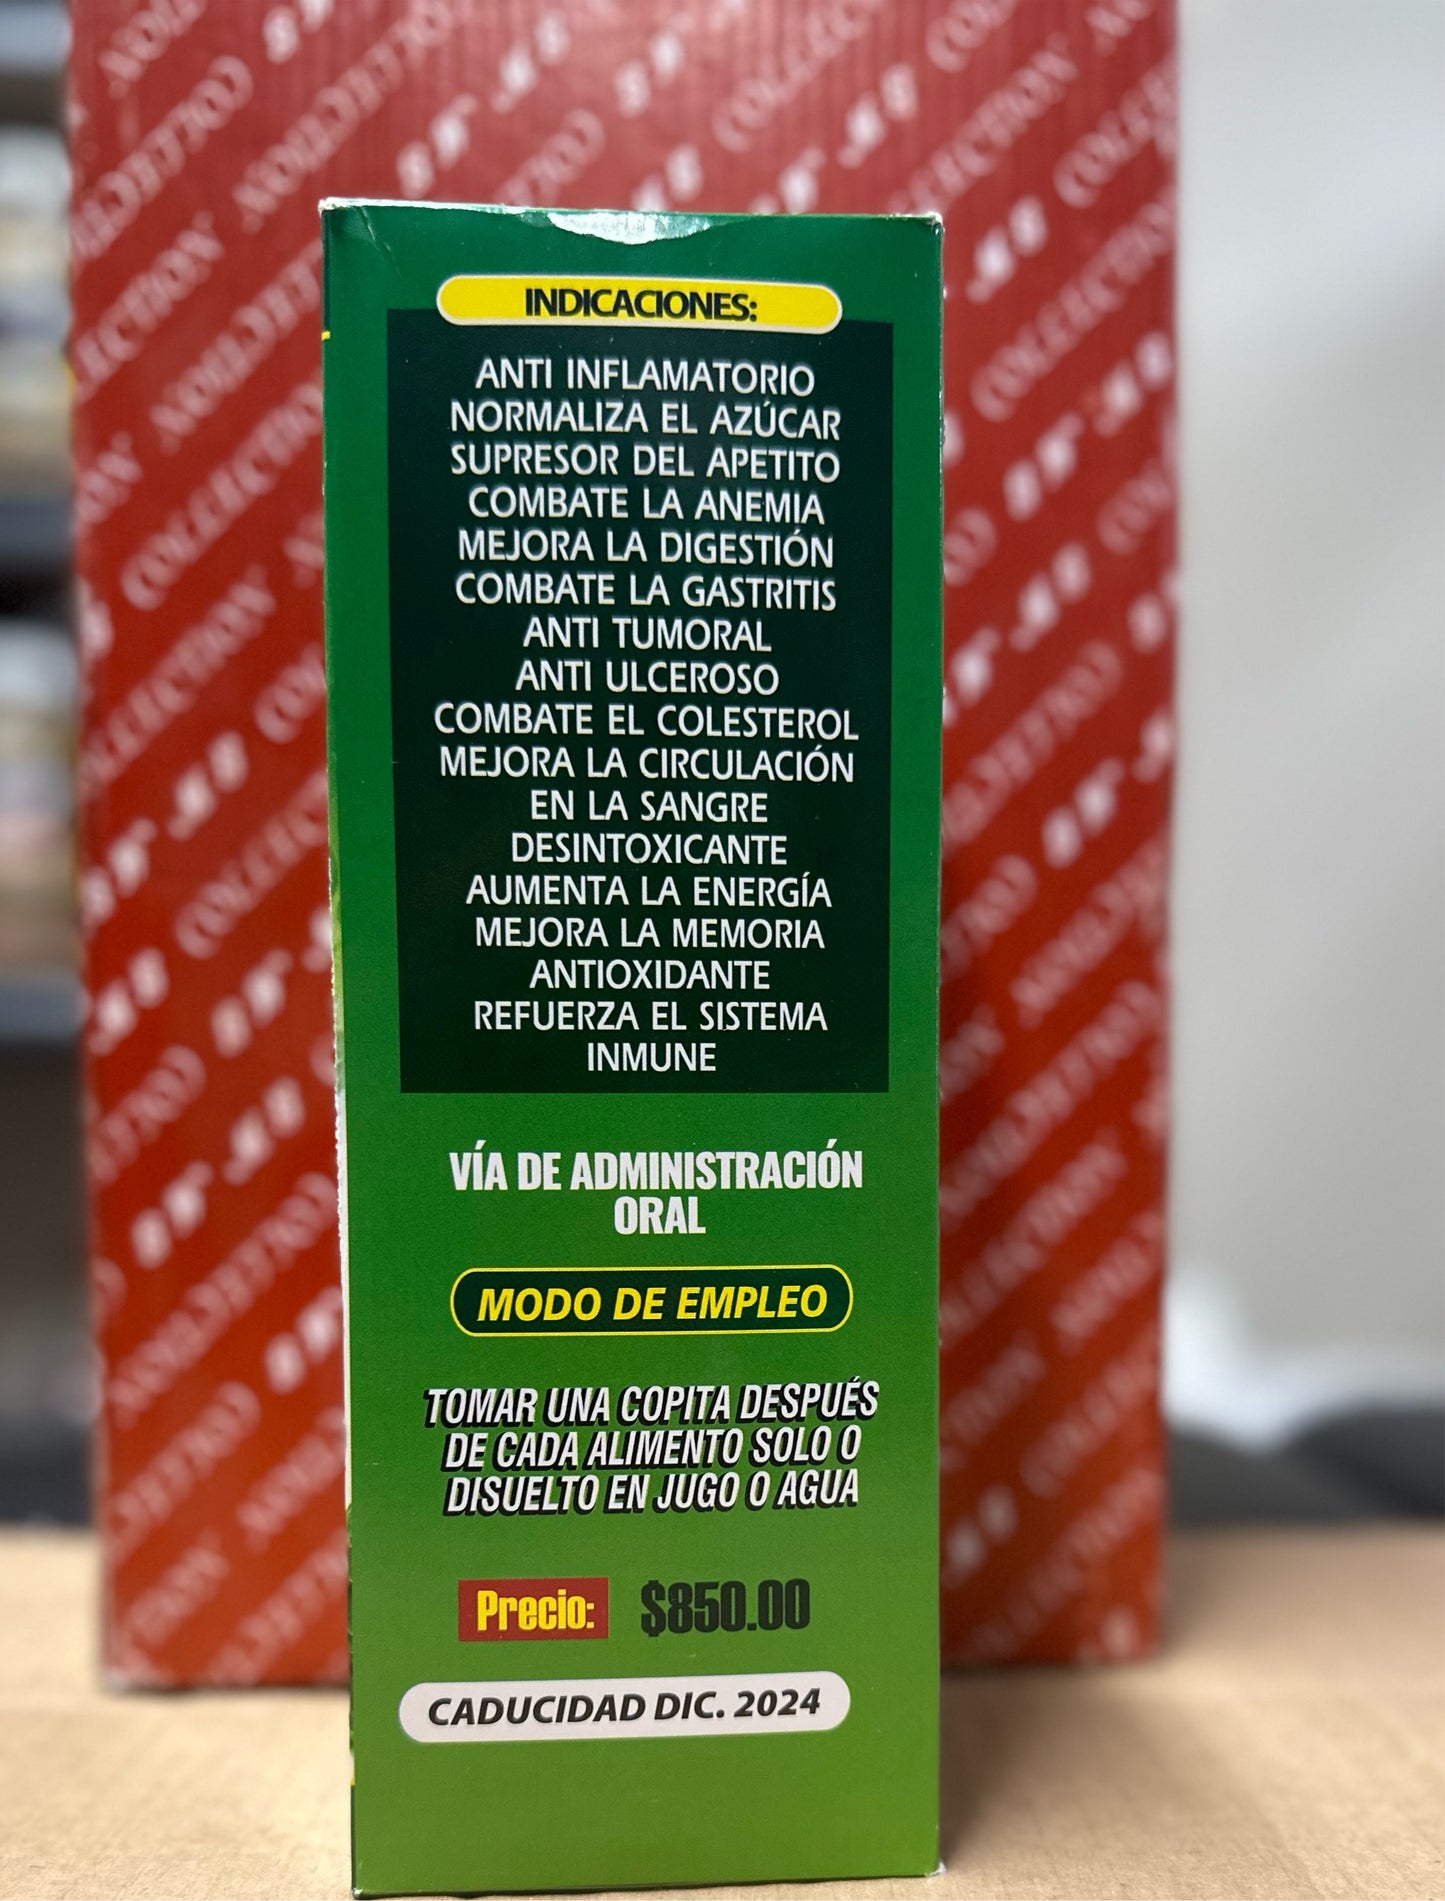 INDICACIONES:
ANTI INFLAMATORIO
NORMALIZA EL AZÚCAR
SUPRESOR DEL APETITO
COMBATE LA ANEMIA
MEJORA LA DIGESTIÓN
COMBATE LA GASTRITIS
ANTI TUMORAL
ANTI ULCEROSO
COMBATE EL COLESTEROL
MEJORA LA CIRCULACIÓN
EN LA SANGRE
DESINTOXICANTE
AUMENTA LA ENERGÍA
MEJORA LA MEMORIA
ANTIOXIDANTE
REFUERZA EL SISTEMA
INMUNE
VÍA DE ADMINISTRACIÓN
ORAL
MODO DE EMPLEO
TOMAR UNA COPITA DESPUÉS
DE CADA ALIMENTO SOLO O
DISUELTO EN JUGO O AGUA
Precio: $850.00
CADUCIDAD DIC. 2024